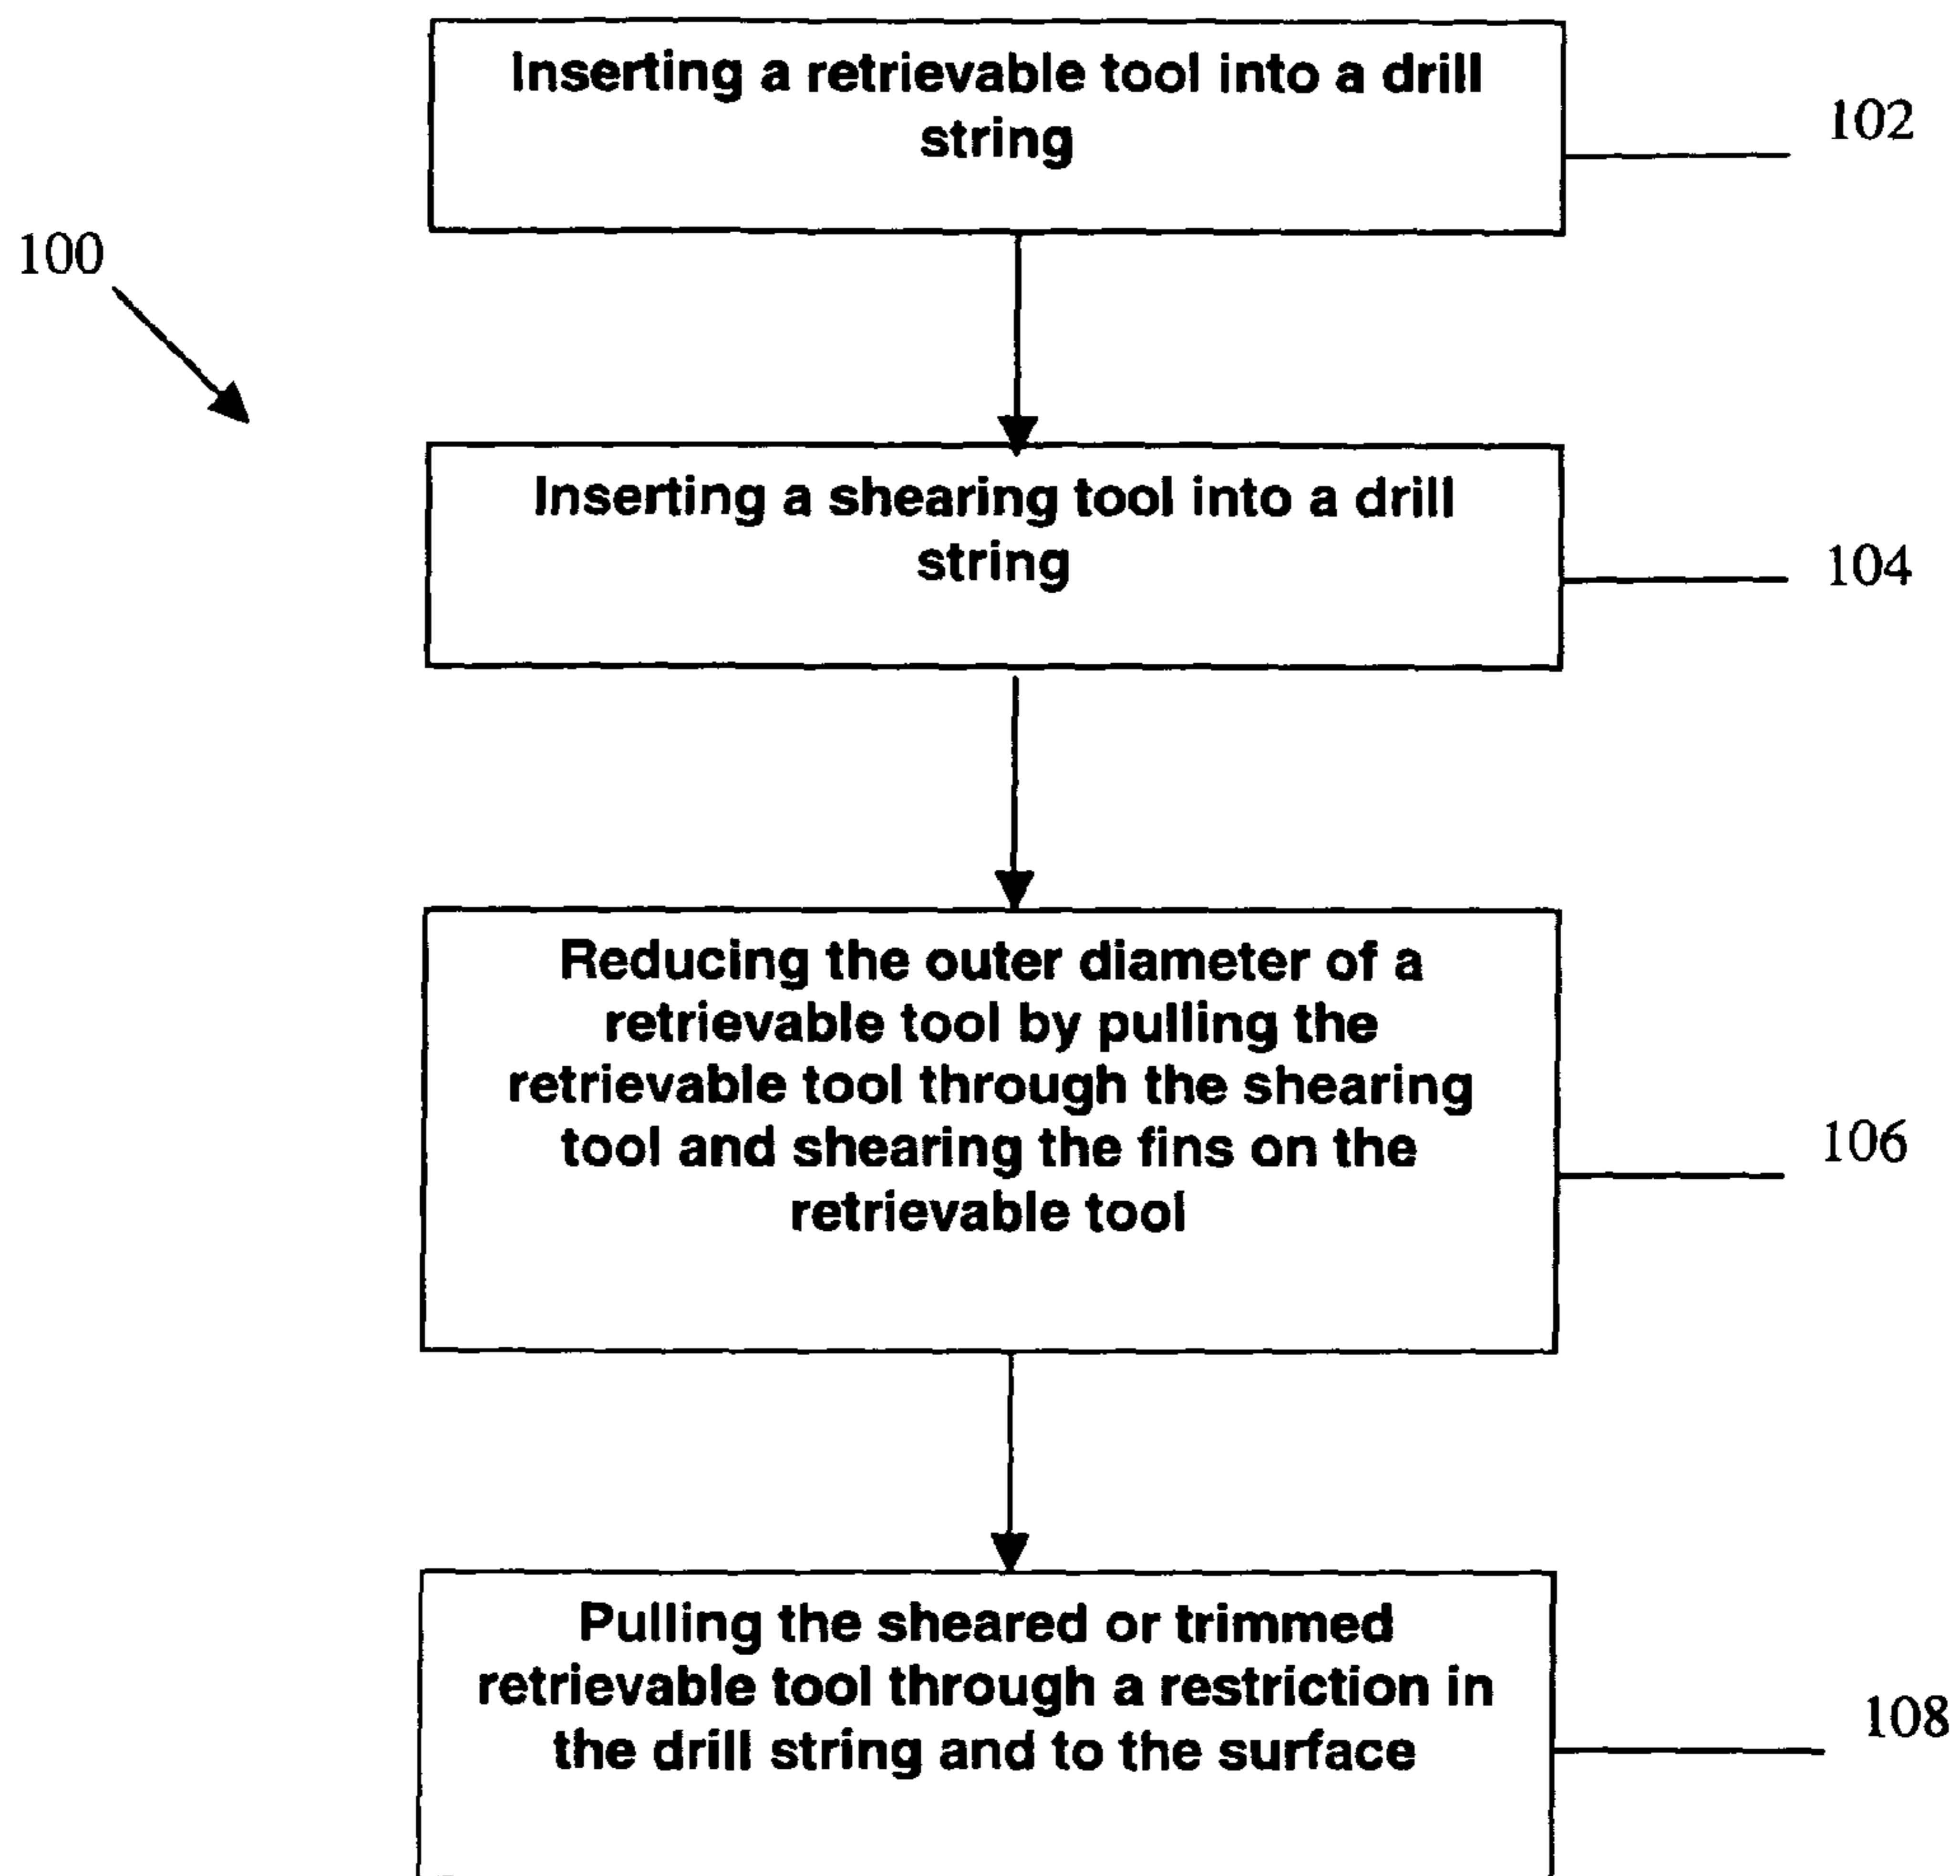 Inserting a retrievable tool into a drill
string
102
100
Inserting a shearing tool into a drill
string
104
Reducing the outer diameter of a
retrievable tool by pulling the
retrievable tool through the shearing
tool and shearing the fins on the
retrievable tool
106
Pulling the sheared or trimmed
retrievable tool through a restriction in
the drill string and to the surface
108